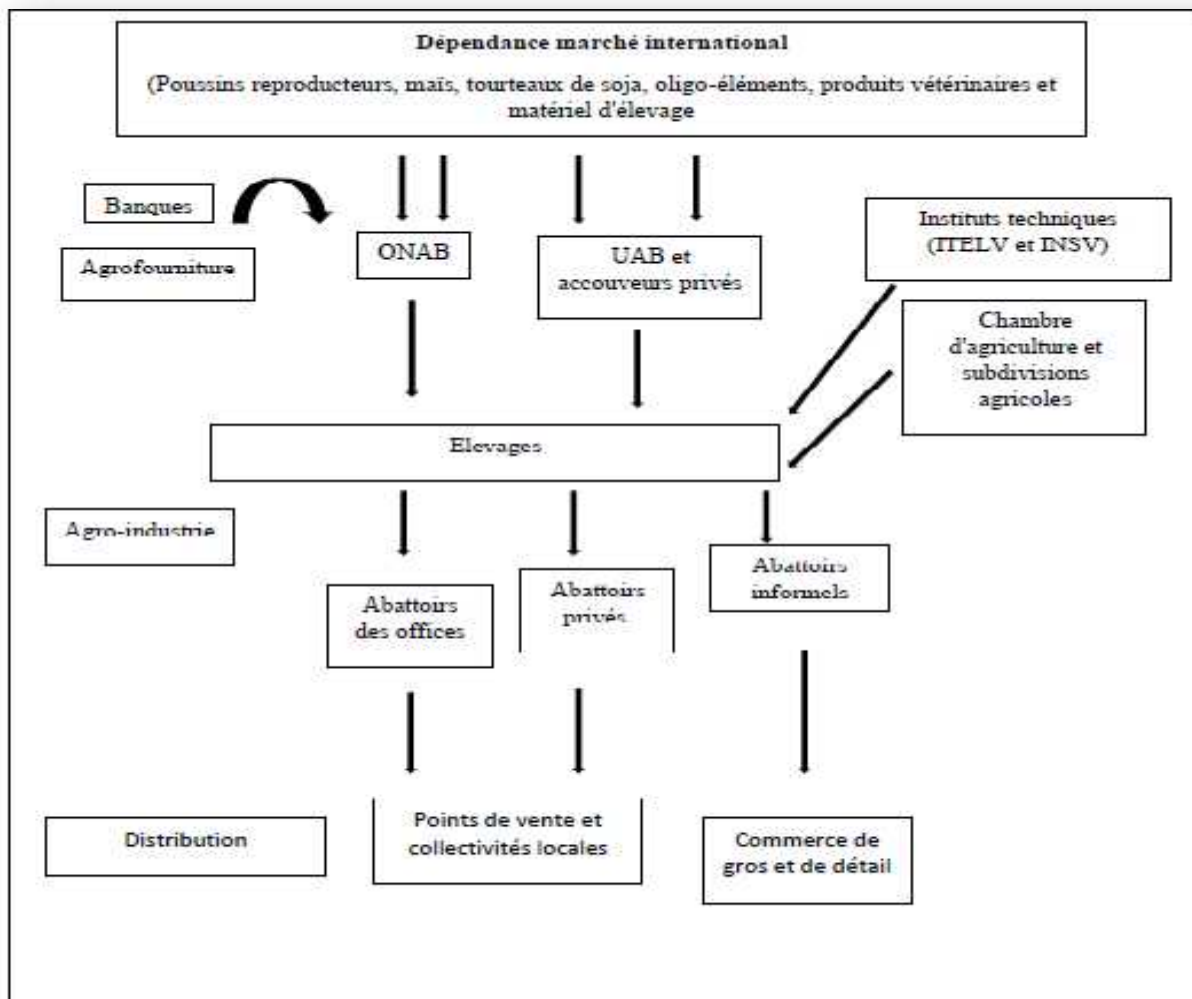 Dépendance marché international
(Poussins reproducteurs, maïs, tourteaux de soja, oligo-éléments, produits vétérinaires et
matériel d'élevage
Banques
Agrofourniture
ONAB
UAB et
accouveurs privés
Instituts techniques
(ITELV et INSV)
Chambre
d'agriculture et
subdivisions
agricoles
Elevages
Agro-industrie
Abattoirs
des offices
Abattoirs
privés
Abattoirs
informels
Distribution
Points de vente et
collectivités locales
Commerce de
gros et de détail